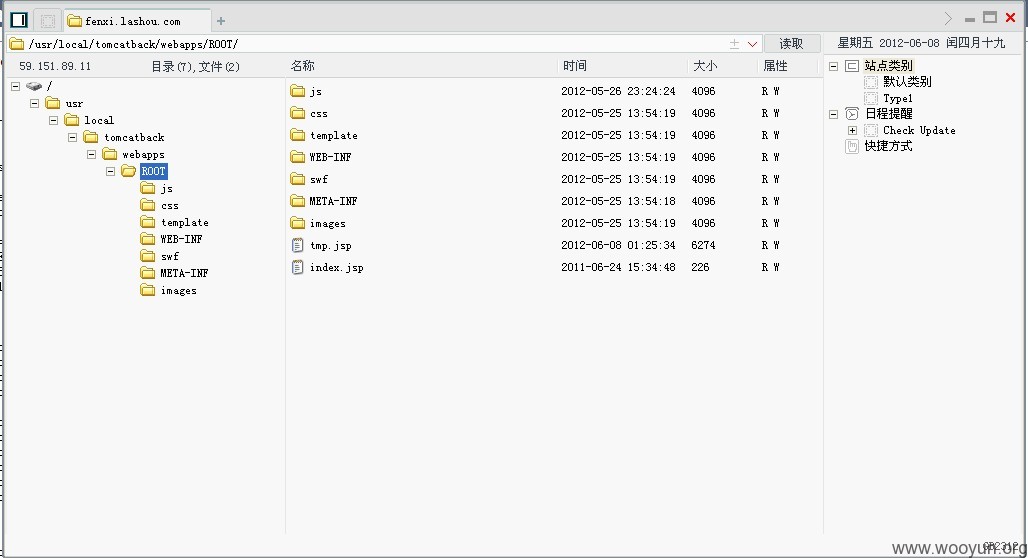 fenxi.lashou.com
/usr/local/tomcatback/webapps/ROOT/ 读取 星期五 2012-06-08 闰四月十九
59.151.89.11 目录(7),文件(2) 名称 时间 大小 属性
/
usr
local
tomcatback
webapps
ROOT
js
css
template
WEB-INF
swf
META-INF
images
js 2012-05-26 23:24:24 4096 R W
css 2012-05-25 13:54:19 4096 R W
template 2012-05-25 13:54:19 4096 R W
WEB-INF 2012-05-25 13:54:19 4096 R W
swf 2012-05-25 13:54:19 4096 R W
META-INF 2012-05-25 13:54:18 4096 R W
images 2012-05-25 13:54:19 4096 R W
tmp.jsp 2012-06-08 01:25:34 6274 R W
index.jsp 2011-06-24 15:34:48 226 R W
站点类别
默认类别
Type1
日程提醒
Check Update
快捷方式
GB2312
www.wooyun.org